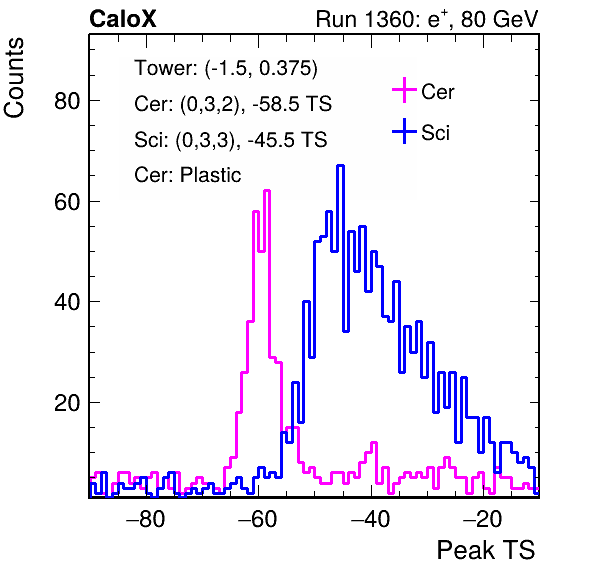 CaloX Run 1360: e⁺, 80 GeV
Counts
Tower: (-1.5, 0.375)
Cer: (0,3,2), -58.5 TS
Sci: (0,3,3), -45.5 TS
Cer: Plastic
Cer
Sci
80
60
40
20
−80 −60 −40 −20
Peak TS